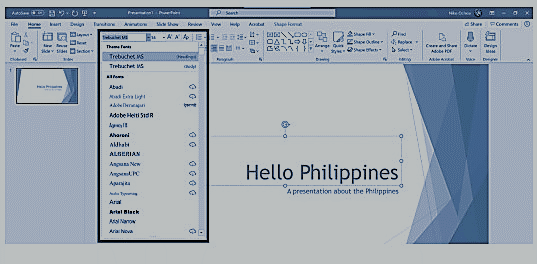 AutoSave
Presentation1 - PowerPoint
Search
Niko Ochoa
File Home Insert Design Transitions Animations Slide Show Review View Help Acrobat Shape Format
Share Comments
Paste
New Slide
Reuse Slides
Layout
Reset
Section
Trebuchet MS
Arrange
Quick Styles
Shape Fill
Shape Outline
Shape Effects
Find
Replace
Select
Create and Share Adobe PDF
Dictate
Design Ideas
Clipboard
Slides
Paragraph
Drawing
Editing
Adobe Acrobat
Voice
Designer
Theme Fonts
Trebuchet MS (Headings)
Trebuchet MS (Body)
All Fonts
Abadi
Abadi Extra Light
Adobe Devanagari
Adobe Heiti Std R
Agency FB
Aharoni
Aldhabi
ALGERIAN
Angsana New
AngsanaUPC
Aparajita
Arial
Arial Black
Arial Narrow
Arial Nova
1
Hello Philippines
Hello Philippines
A presentation about the Philippines